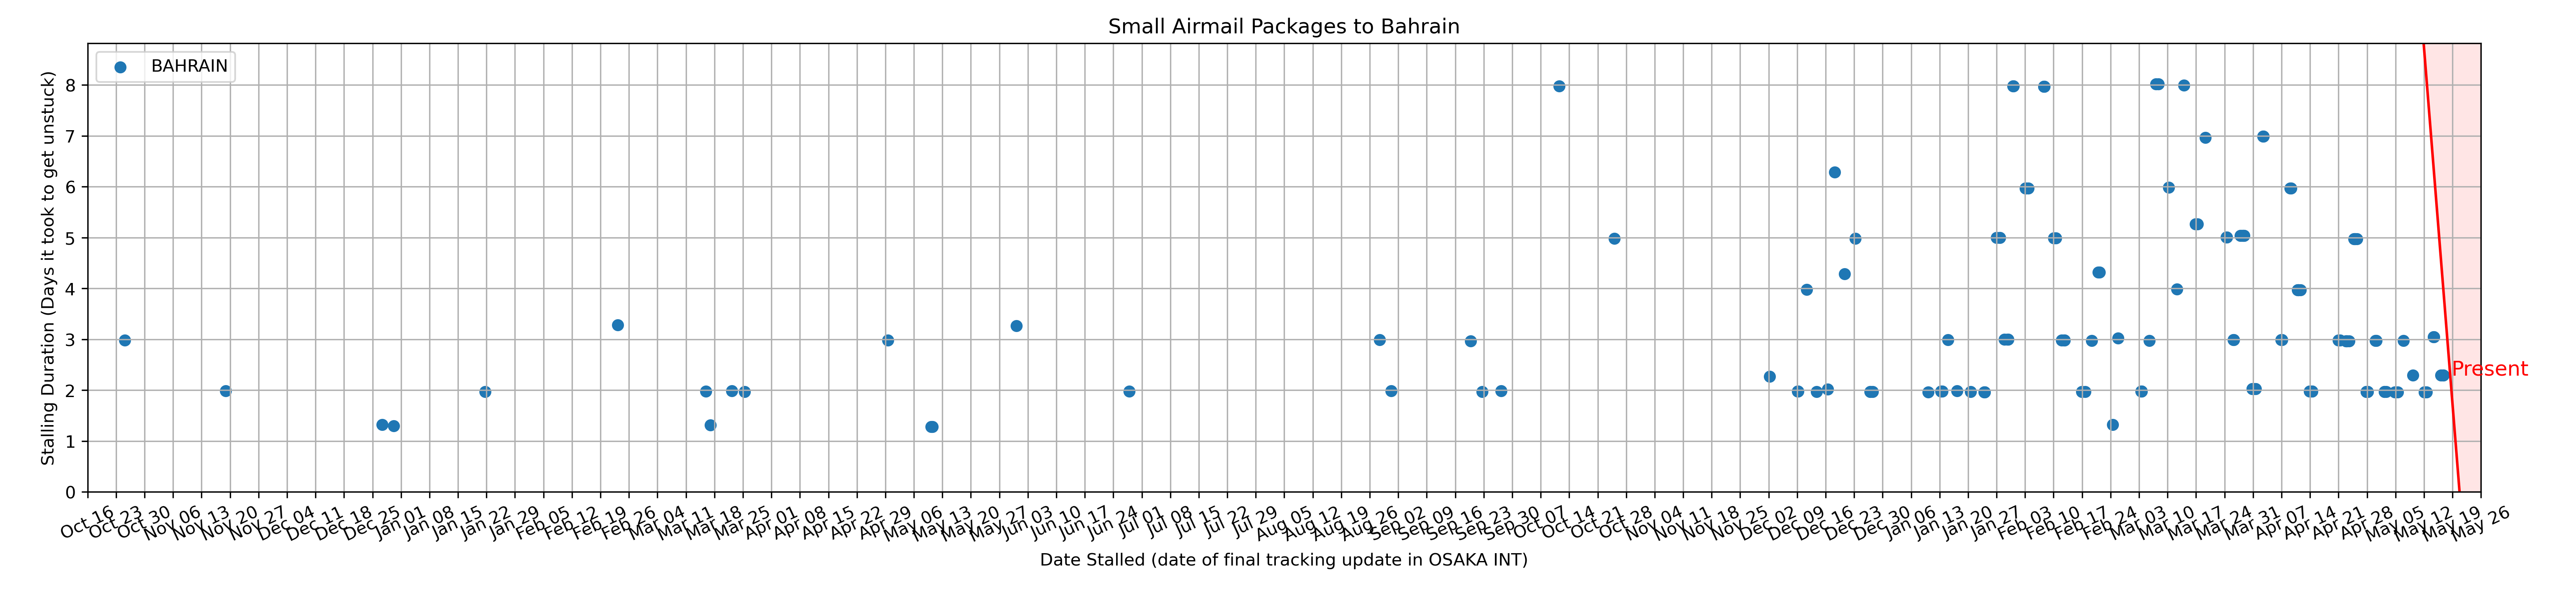 Small Airmail Packages to Bahrain
BAHRAIN
Stalling Duration (Days it took to get unstuck)
8
7
6
5
4
3
2
1
0
Present
Oct 16 Oct 23 Oct 30 Nov 06 Nov 13 Nov 20 Nov 27 Dec 04 Dec 11 Dec 18 Dec 25 Jan 01 Jan 08 Jan 15 Jan 22 Jan 29 Feb 05 Feb 12 Feb 19 Feb 26 Mar 04 Mar 11 Mar 18 Mar 25 Apr 01 Apr 08 Apr 15 Apr 22 Apr 29 May 06 May 13 May 20 May 27 Jun 03 Jun 10 Jun 17 Jun 24 Jul 01 Jul 08 Jul 15 Jul 22 Jul 29 Aug 05 Aug 12 Aug 19 Aug 26 Sep 02 Sep 09 Sep 16 Sep 23 Sep 30 Oct 07 Oct 14 Oct 21 Oct 28 Nov 04 Nov 11 Nov 18 Nov 25 Dec 02 Dec 09 Dec 16 Dec 23 Dec 30 Jan 06 Jan 13 Jan 20 Jan 27 Feb 03 Feb 10 Feb 17 Feb 24 Mar 03 Mar 10 Mar 17 Mar 24 Mar 31 Apr 07 Apr 14 Apr 21 Apr 28 May 05 May 12 May 19 May 26
Date Stalled (date of final tracking update in OSAKA INT)